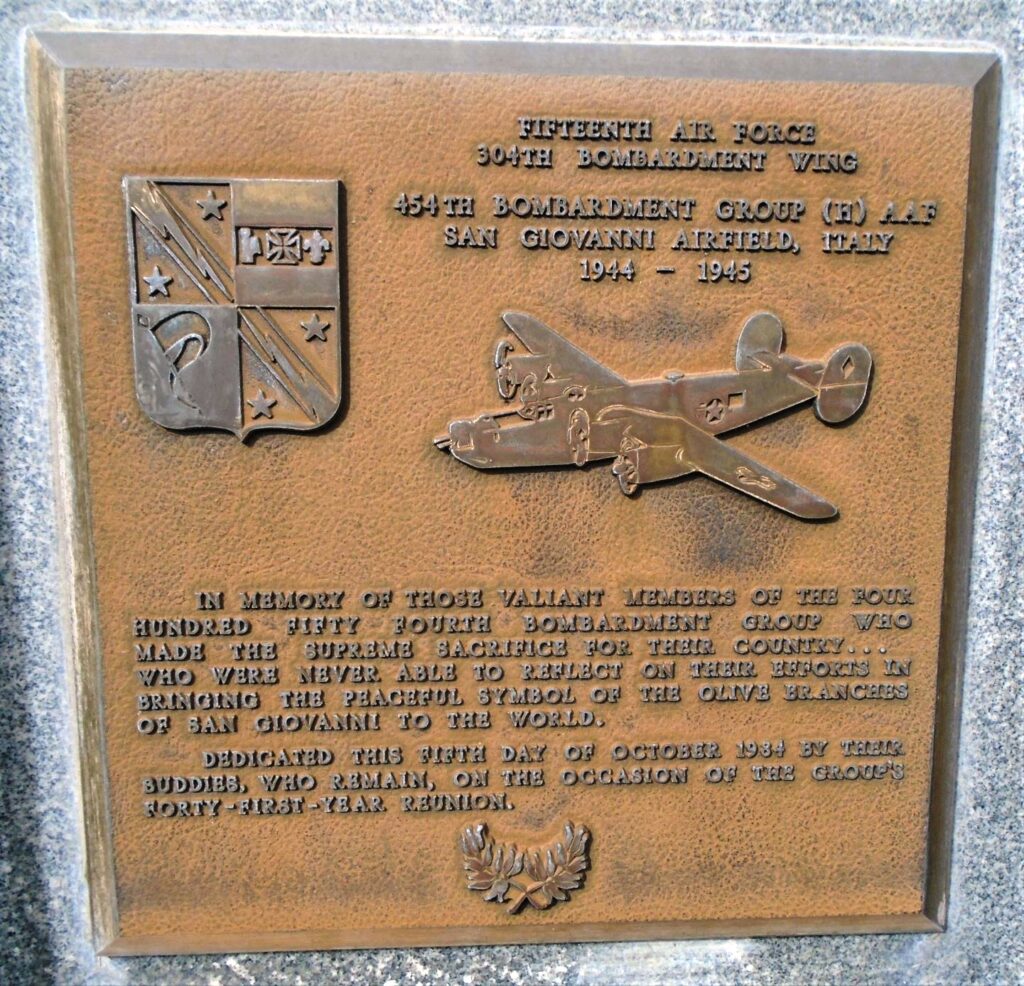 FIFTEENTH AIR FORCE
304TH BOMBARDMENT WING
454TH BOMBARDMENT GROUP (H) AAF
SAN GIOVANNI AIRFIELD, ITALY
1944 - 1945
IN MEMORY OF THOSE VALIANT MEMBERS OF THE FOUR
HUNDRED FIFTY FOURTH BOMBARDMENT GROUP WHO
MADE THE SUPREME SACRIFICE FOR THEIR COUNTRY...
WHO WERE NEVER ABLE TO REFLECT ON THEIR EFFORTS IN
BRINGING THE PEACEFUL SYMBOL OF THE OLIVE BRANCHES
OF SAN GIOVANNI TO THE WORLD.
DEDICATED THIS FIFTH DAY OF OCTOBER 1984 BY THEIR
BUDDIES, WHO REMAIN, ON THE OCCASION OF THE GROUP'S
FORTY-FIRST-YEAR REUNION.